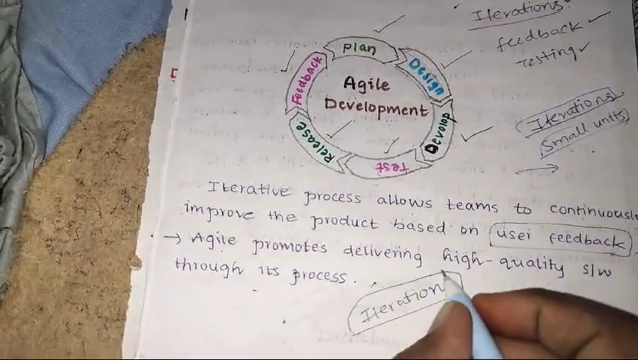 Iterations.
feedback
Testing
Plan
Design
Develop
Test
Release
Feedback
Agile
Development
Iterations
small units
Iterative process allows teams to continuously
improve the product based on user feedback.
→ Agile promotes delivering high-quality s/w
through its process.
Iteration